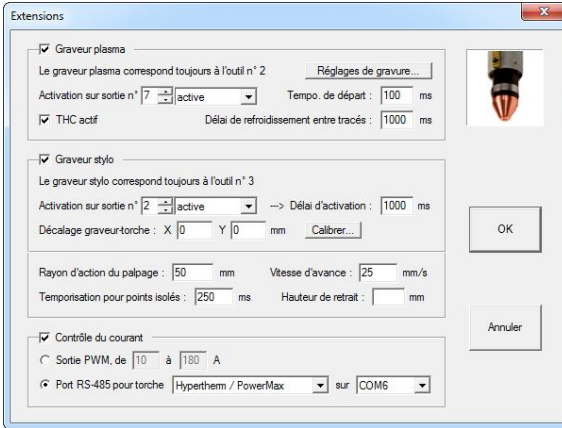 Extensions
Graveur plasma
Le graveur plasma correspond toujours à l'outil n° 2 Réglages de gravure...
Activation sur sortie n° 7 active Tempo. de départ : 100 ms
THC actif Délai de refroidissement entre tracés : 1000 ms
Graveur stylo
Le graveur stylo correspond toujours à l'outil n° 3
Activation sur sortie n° 2 active ---> Délai d'activation : 1000 ms
Décalage graveur-torche : X 0 Y 0 mm Calibrer...
OK
Rayon d'action du palpage : 50 mm Vitesse d'avance : 25 mm/s
Temporisation pour points isolés : 250 ms Hauteur de retrait : mm
Annuler
Contrôle du courant
Sortie PWM, de 10 à 180 A
Port RS-485 pour torche Hypertherm / PowerMax sur COM6